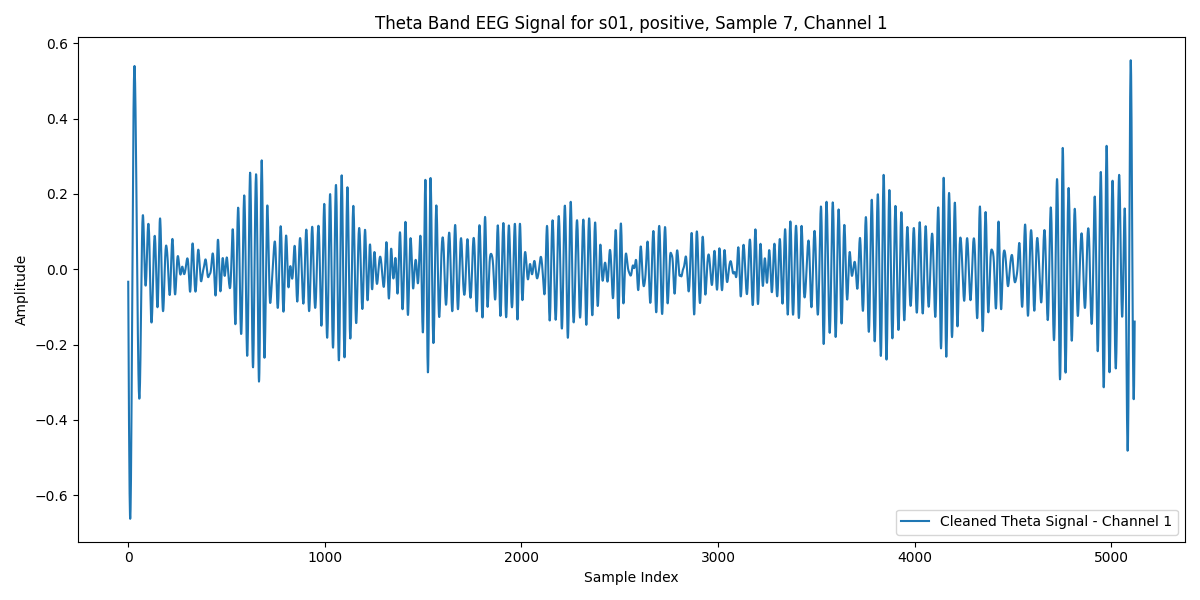 Theta Band EEG Signal for s01, positive, Sample 7, Channel 1
Amplitude
0.6
0.4
0.2
0.0
−0.2
−0.4
−0.6
Cleaned Theta Signal - Channel 1
0 1000 2000 3000 4000 5000
Sample Index